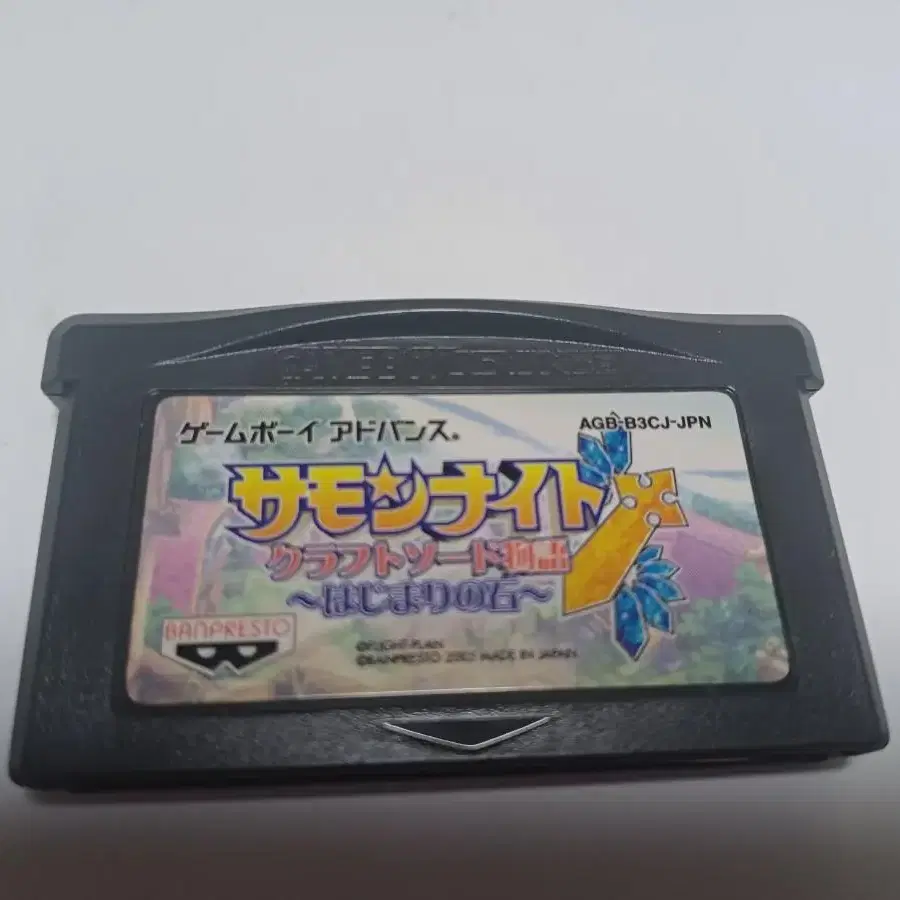 GAME BOY ADVANCE
ゲームボーイ アドバンス®
AGB-B3CJ-JPN
サモンナイト
クラフトソード物語
～はじまりの石～
BANPRESTO
©FLIGHT-PLAN
©BANPRESTO 2005 MADE IN JAPAN